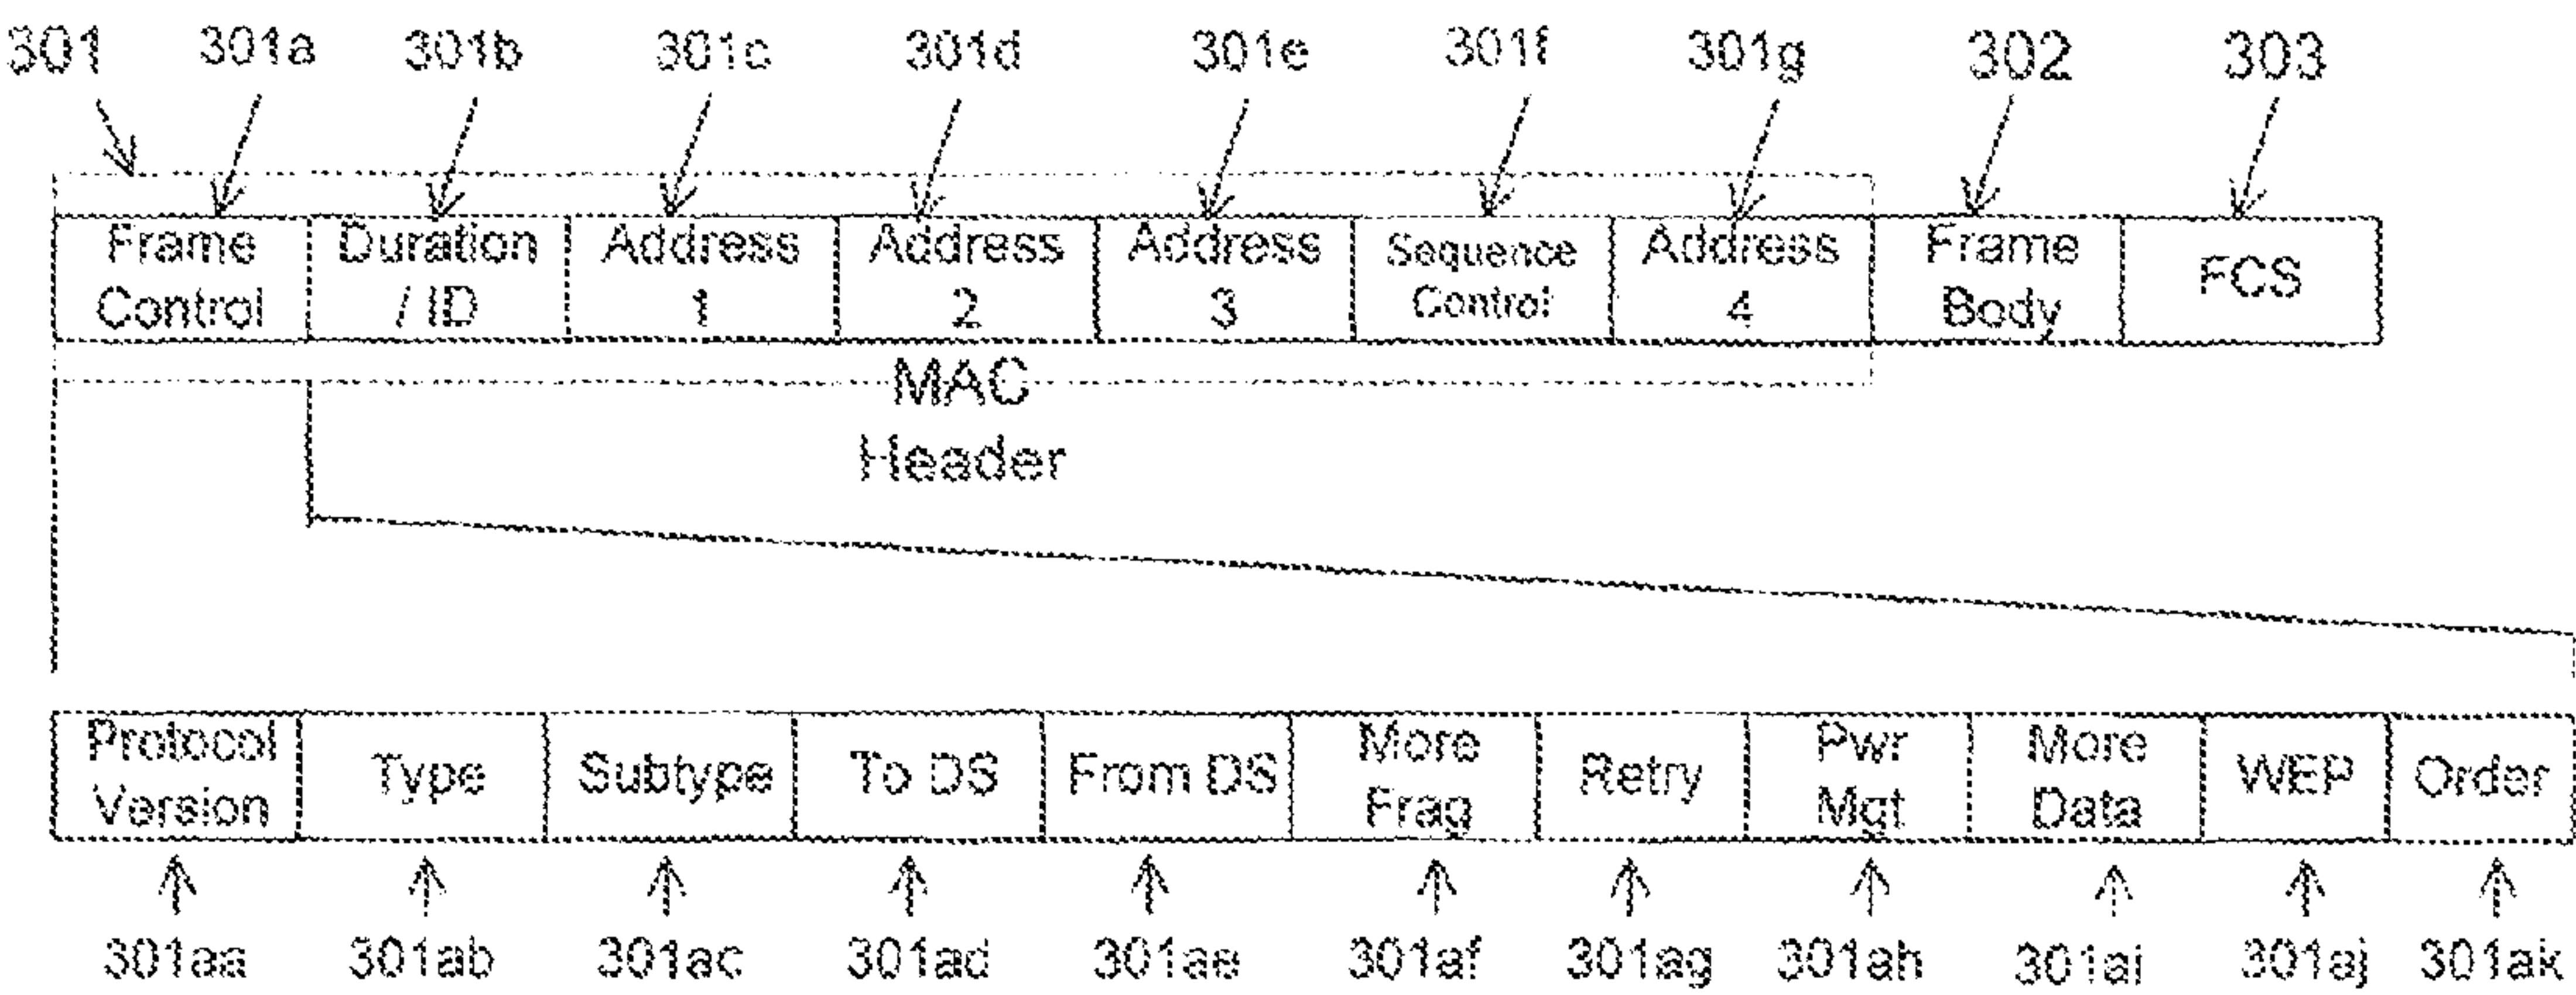 301 301a 301b 301c 301d 301e 301f 301g 302 303
Frame Duration Address Address Address Sequence Address Frame FCS
Control / ID 1 2 3 Control 4 Body
MAC
Header
Protocol Type Subtype To DS From DS More Retry Pwr More WEP Order
Version Frag Mgt Data
301aa 301ab 301ac 301ad 301ae 301af 301ag 301ah 301ai 301aj 301ak